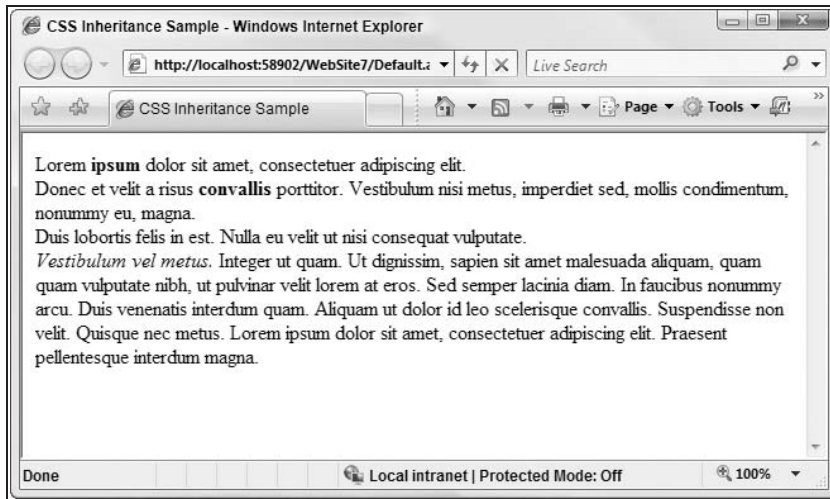 CSS Inheritance Sample - Windows Internet Explorer
http://localhost:58902/WebSite7/Default.a
Live Search
CSS Inheritance Sample
Page
Tools
Lorem ipsum dolor sit amet, consectetuer adipiscing elit.
Donec et velit a risus convallis porttitor. Vestibulum nisi metus, imperdiet sed, mollis condimentum,
nonummy eu, magna.
Duis lobortis felis in est. Nulla eu velit ut nisi consequat vulputate.
Vestibulum vel metus. Integer ut quam. Ut dignissim, sapien sit amet malesuada aliquam, quam
quam vulputate nibh, ut pulvinar velit lorem at eros. Sed semper lacinia diam. In faucibus nonummy
arcu. Duis venenatis interdum quam. Aliquam ut dolor id leo scelerisque convallis. Suspendisse non
velit. Quisque nec metus. Lorem ipsum dolor sit amet, consectetuer adipiscing elit. Praesent
pellentesque interdum magna.
Done
Local intranet | Protected Mode: Off
100%